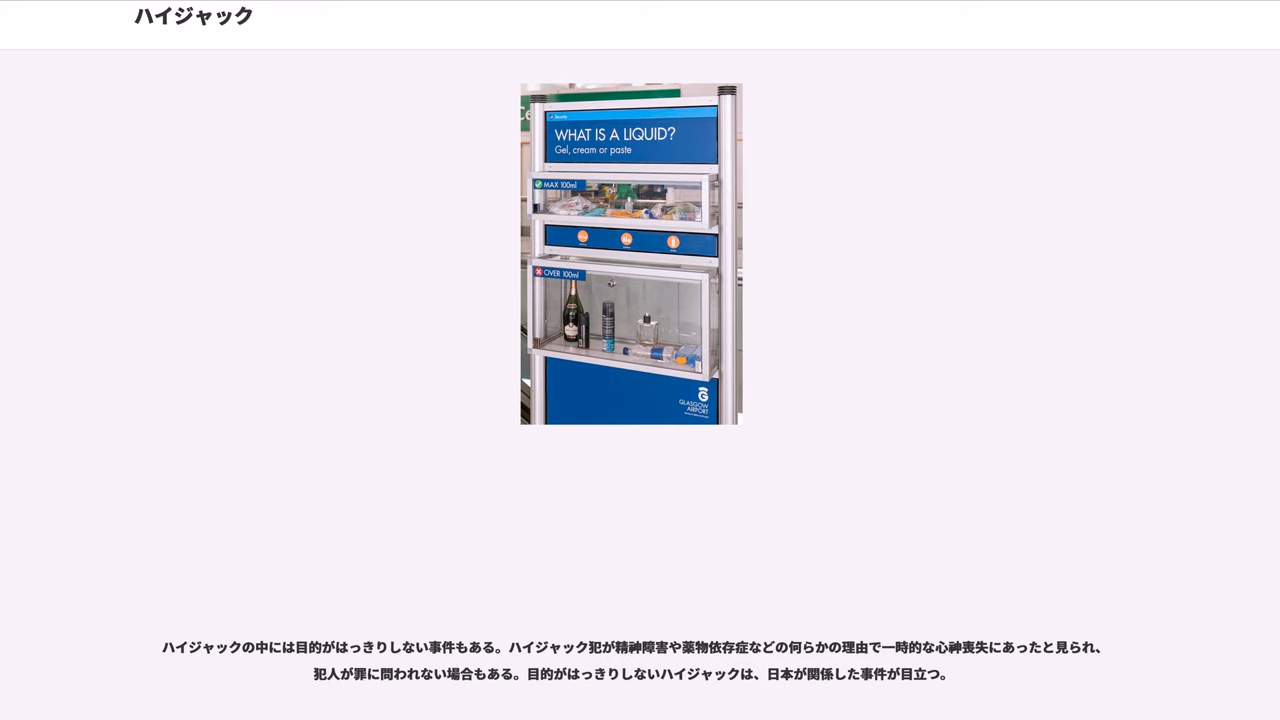 ハイジャック
Security
WHAT IS A LIQUID?
Gel, cream or paste
MAX 100ml
OVER 100ml
GLASGOW
AIRPORT
ハイジャックの中には目的がはっきりしない事件もある。ハイジャック犯が精神障害や薬物依存症などの何らかの理由で一時的な心神喪失にあったと見られ、
犯人が罪に問われない場合もある。目的がはっきりしないハイジャックは、日本が関係した事件が目立つ。